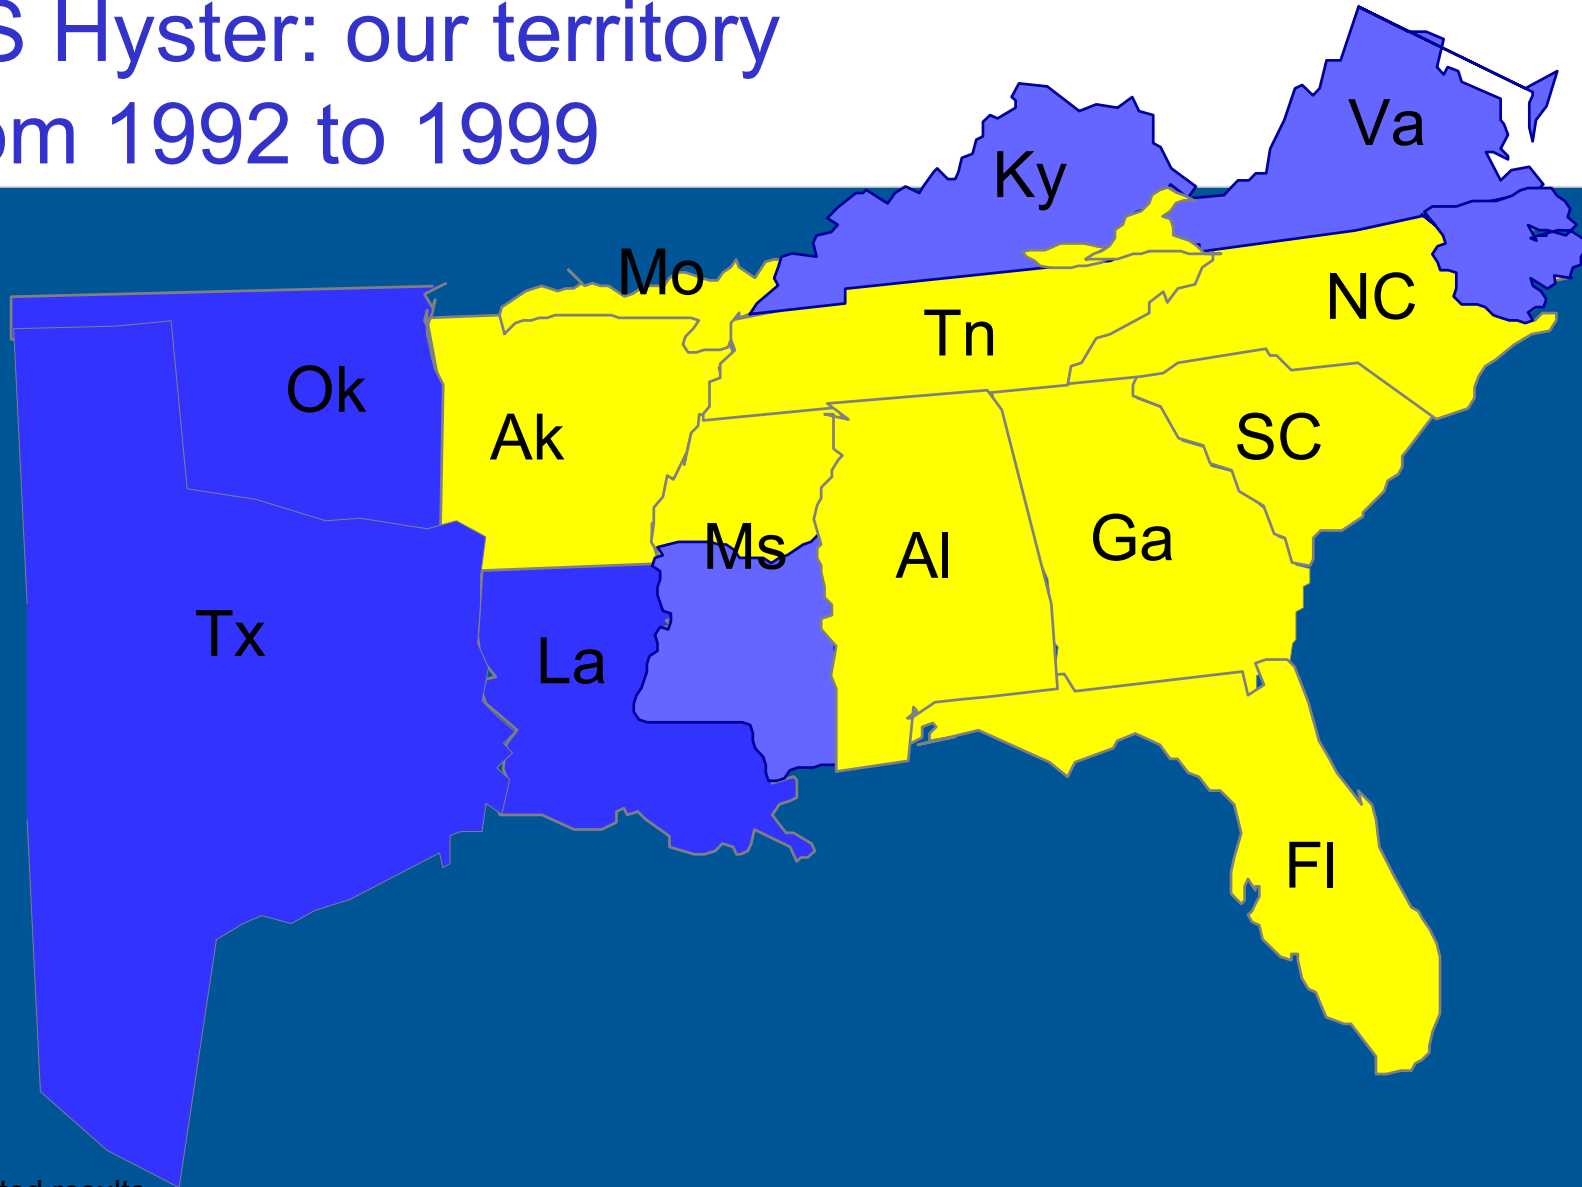 S Hyster: our territory
om 1992 to 1999
Va
Ky
Mo
NC
Tn
Ok
Ak
SC
Ms
Al
Ga
Tx
La
Fl
results